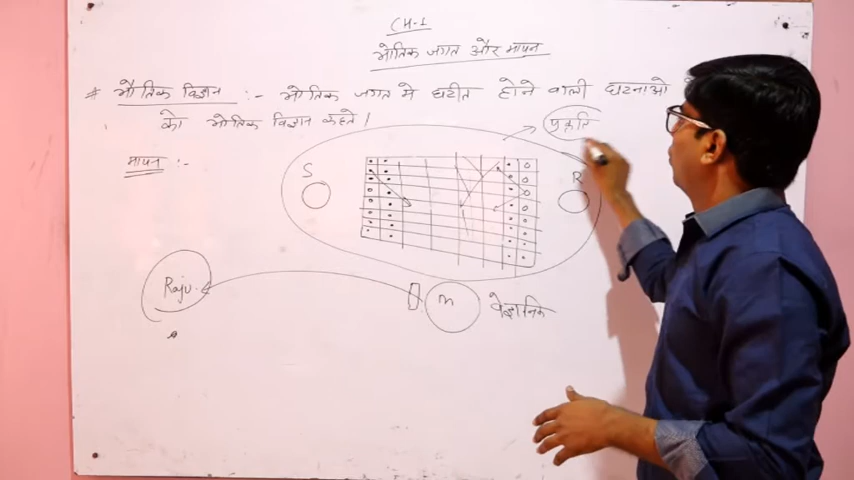 CH-1
भौतिक जगत और मापन
# भौतिक विज्ञान :- भौतिक जगत मे घटीत होने वाली घटनाओ
को भौतिक विज्ञान कहते।
प्रकृति
मापन :-
S
R
Raju
m वैज्ञानिक